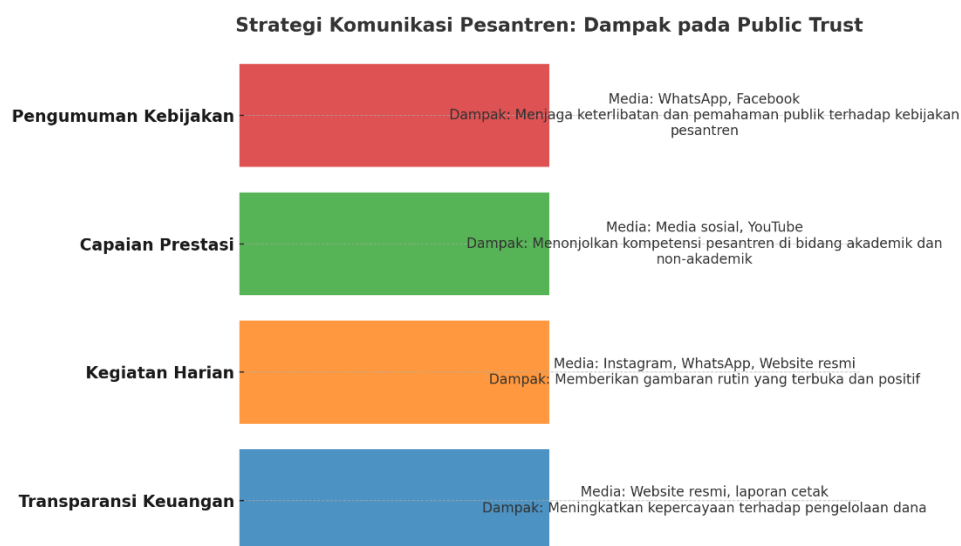 Strategi Komunikasi Pesantren: Dampak pada Public Trust
Pengumuman Kebijakan
Media: WhatsApp, Facebook
Dampak: Menjaga keterlibatan dan pemahaman publik terhadap kebijakan
pesantren
Capaian Prestasi
Media: Media sosial, YouTube
Dampak: Menonjolkan kompetensi pesantren di bidang akademik dan
non-akademik
Kegiatan Harian
Media: Instagram, WhatsApp, Website resmi
Dampak: Memberikan gambaran rutin yang terbuka dan positif
Transparansi Keuangan
Media: Website resmi, laporan cetak
Dampak: Meningkatkan kepercayaan terhadap pengelolaan dana